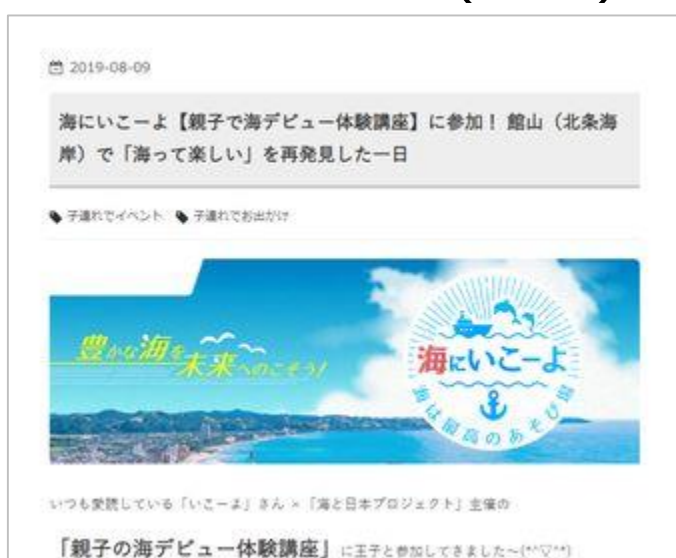 2019-08-09
海にいこーよ【親子で海デビュー体験講座】に参加！ 館山（北条海
岸）で「海って楽しい」を再発見した一日
子連れでイベント 子連れでお出かけ
豊かな海を未来へのこそう！
海にいこーよ
海は最高のあそび場
いつも愛読している「いこーよ」さん ×「海と日本プロジェクト」主催の
「親子の海デビュー体験講座」に王子と参加してきました〜(*^▽^*)